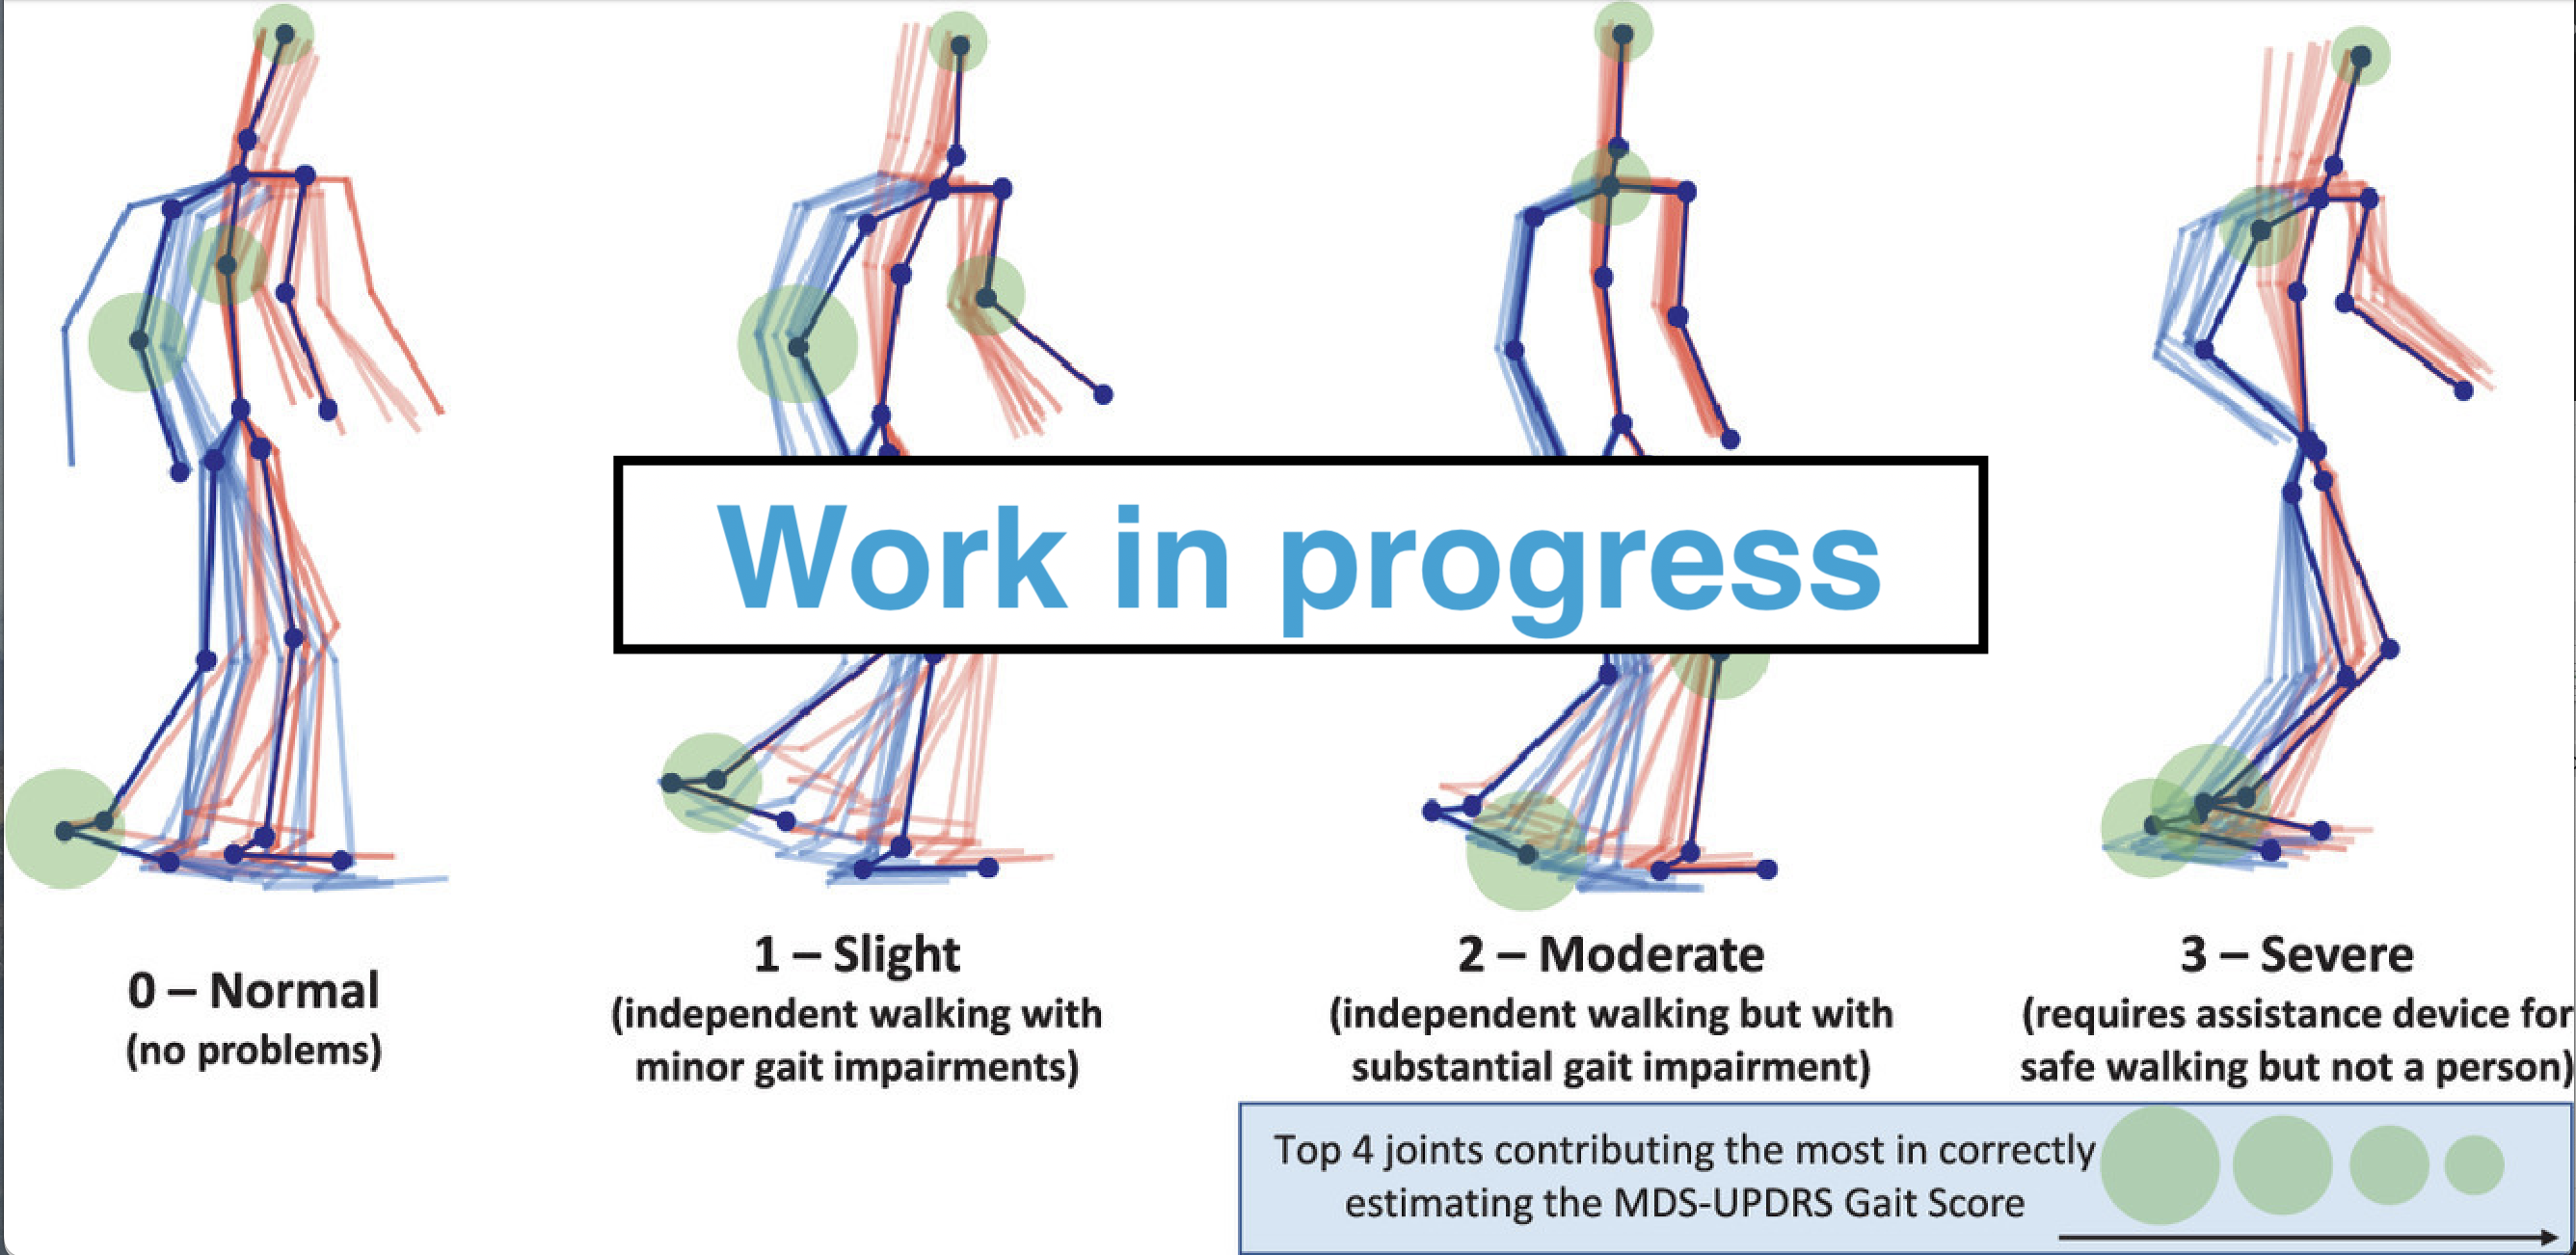 Work in progress
0 – Normal
(no problems)
1 – Slight
(independent walking with
minor gait impairments)
2 – Moderate
(independent walking but with
substantial gait impairment)
3 – Severe
(requires assistance device for
safe walking but not a person)
Top 4 joints contributing the most in correctly
estimating the MDS-UPDRS Gait Score